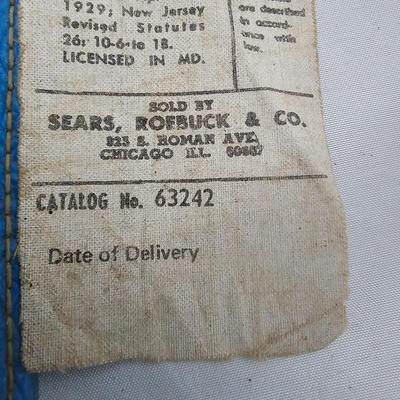 1929; New Jersey
Revised Statutes
26: 10-6-to 18.
LICENSED IN MD.
are described
in accord-
ance with
law.
SOLD BY
SEARS, ROEBUCK & CO.
925 S. HOMAN AVE.
CHICAGO ILL. 60607
CATALOG No. 63242
Date of Delivery